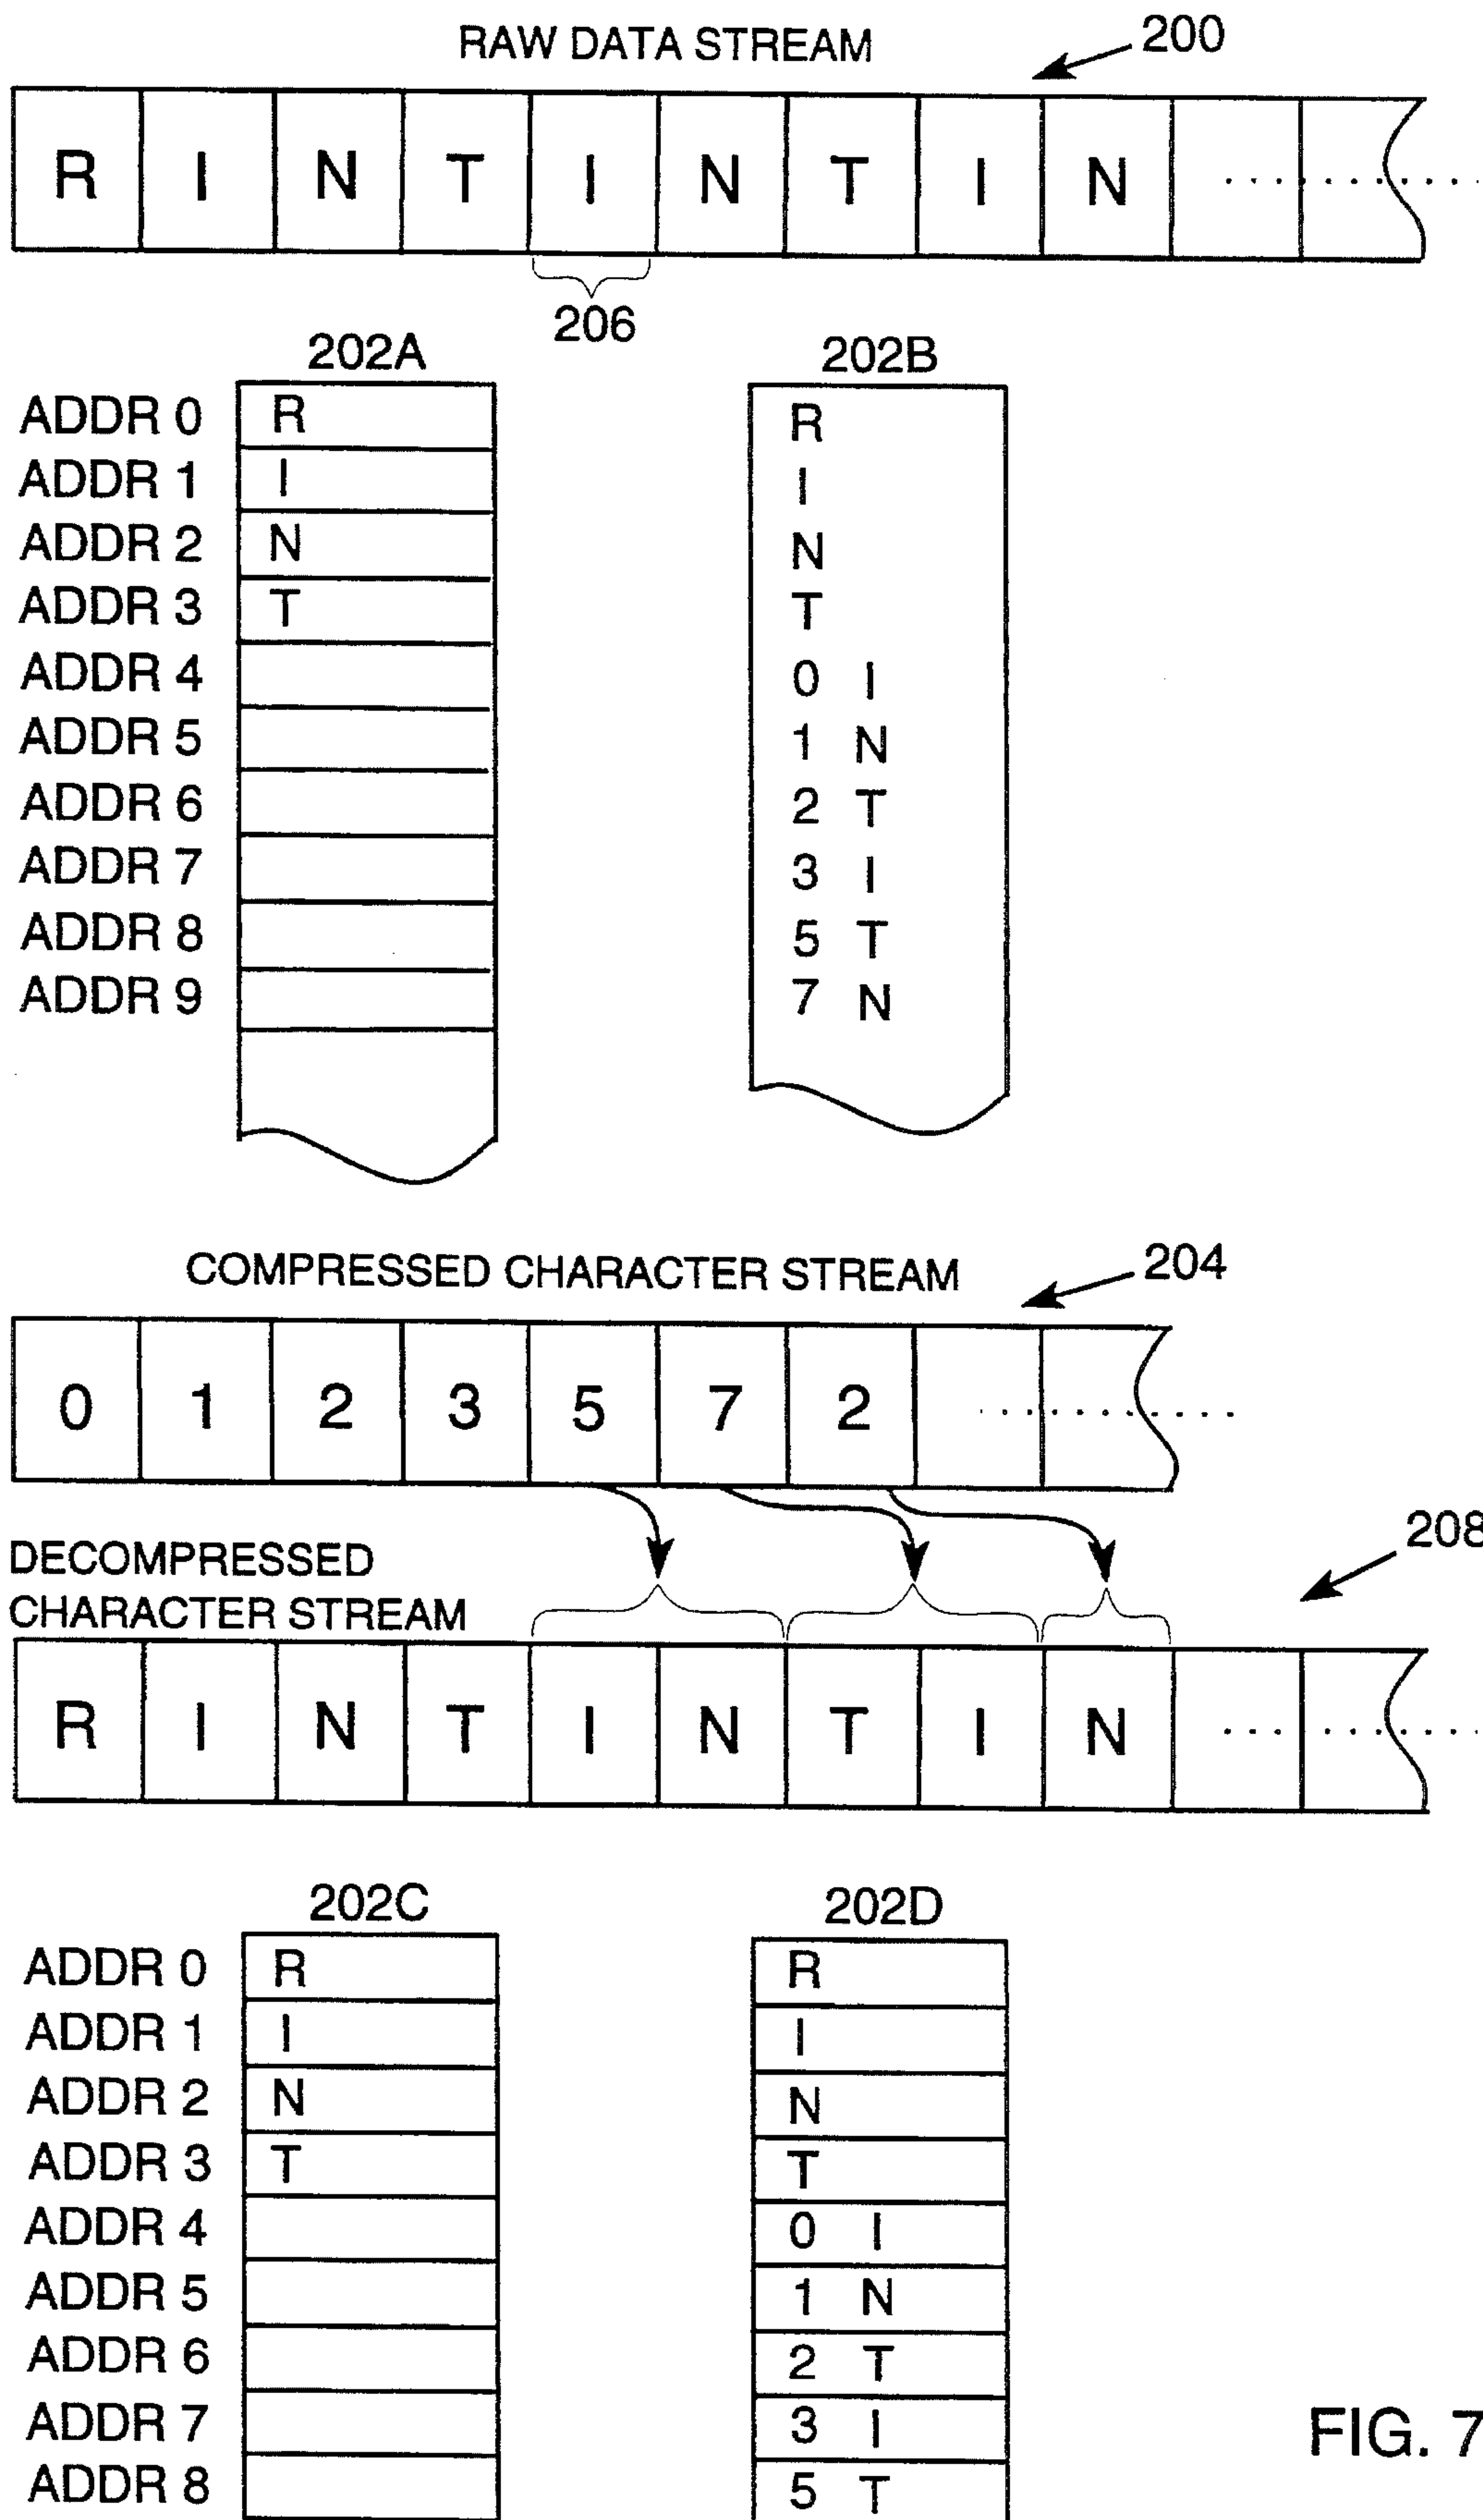 RAW DATA STREAM 200
R I N T I N T I N ..........
206
202A 202B
ADDR 0 R R
ADDR 1 I I
ADDR 2 N N
ADDR 3 T T
ADDR 4 0 I
ADDR 5 1 N
ADDR 6 2 T
ADDR 7 3 I
ADDR 8 5 T
ADDR 9 7 N
COMPRESSED CHARACTER STREAM 204
0 1 2 3 5 7 2 ..........
DECOMPRESSED 208
CHARACTER STREAM
R I N T I N T I N ..........
202C 202D
ADDR 0 R R
ADDR 1 I I
ADDR 2 N N
ADDR 3 T T
ADDR 4 0 I
ADDR 5 1 N
ADDR 6 2 T
ADDR 7 3 I
ADDR 8 5 T
FIG. 7